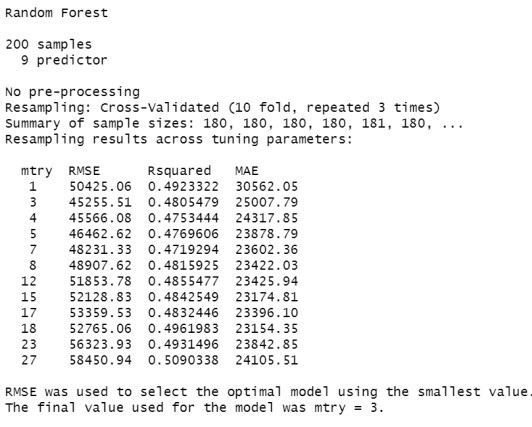 Random Forest
200 samples
9 predictor
No pre-processing
Resampling: Cross-Validated (10 fold, repeated 3 times)
Summary of sample sizes: 180, 180, 180, 180, 181, 180, ...
Resampling results across tuning parameters:
mtry RMSE Rsquared MAE
1 50425.06 0.4923322 30562.05
3 45255.51 0.4805479 25007.79
4 45566.08 0.4753444 24317.85
5 46462.62 0.4769606 23878.79
7 48231.33 0.4719294 23602.36
8 48907.62 0.4815925 23422.03
12 51853.78 0.4855477 23425.94
15 52128.83 0.4842549 23174.81
17 53359.53 0.4832446 23396.10
18 52765.06 0.4961983 23154.35
23 56323.93 0.4931496 23842.85
27 58450.94 0.5090338 24105.51
RMSE was used to select the optimal model using the smallest value.
The final value used for the model was mtry = 3.